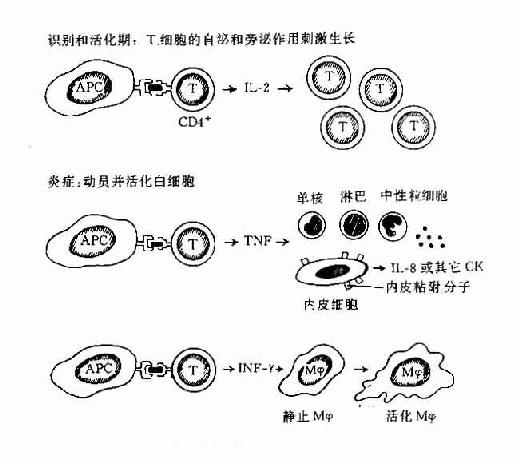 识别和活化期：T细胞的自泌和旁泌作用刺激生长
APC T → IL-2 → T T T T
CD4⁺
炎症：动员并活化白细胞
单核 淋巴 中性粒细胞
APC T → TNF →
→ IL-8 或其它 CK
内皮粘附分子
内皮细胞
APC T → INF-γ → Mφ → Mφ
静止 Mφ 活化 Mφ